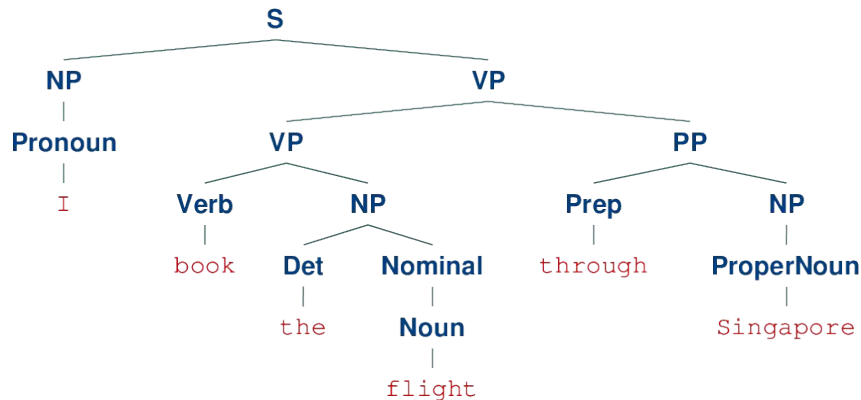 S
NP VP
Pronoun VP PP
I Verb NP Prep NP
book Det Nominal through ProperNoun
the Noun Singapore
flight